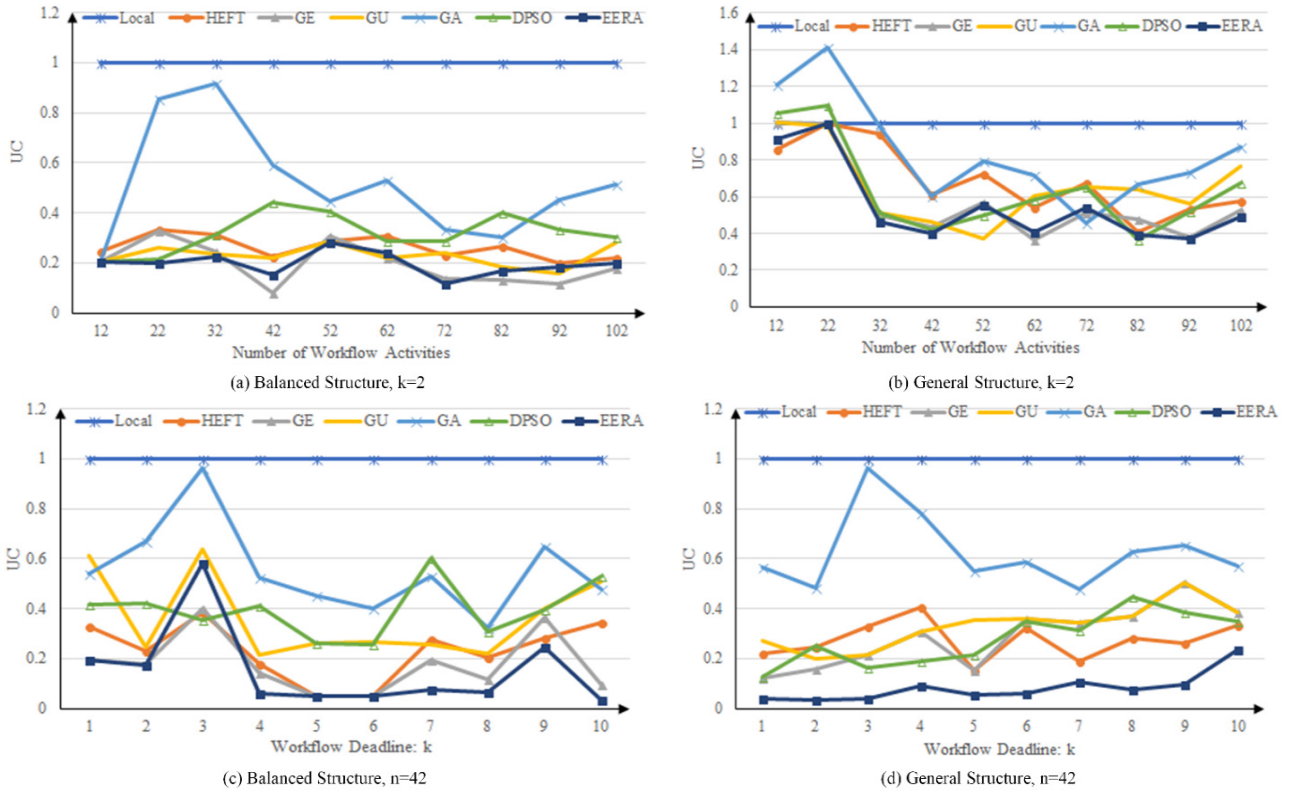 1.2
Local HEFT GE GU GA DPSO EERA
1
0.8
0.6
0.4
0.2
0
UC
12 22 32 42 52 62 72 82 92 102
Number of Workflow Activities
(a) Balanced Structure, k=2
1.6
Local HEFT GE GU GA DPSO EERA
1.4
1.2
1
0.8
0.6
0.4
0.2
0
UC
12 22 32 42 52 62 72 82 92 102
Number of Workflow Activities
(b) General Structure, k=2
1.2
Local HEFT GE GU GA DPSO EERA
1
0.8
0.6
0.4
0.2
0
UC
1 2 3 4 5 6 7 8 9 10
Workflow Deadline: k
(c) Balanced Structure, n=42
1.2
Local HEFT GE GU GA DPSO EERA
1
0.8
0.6
0.4
0.2
0
UC
1 2 3 4 5 6 7 8 9 10
Workflow Deadline: k
(d) General Structure, n=42